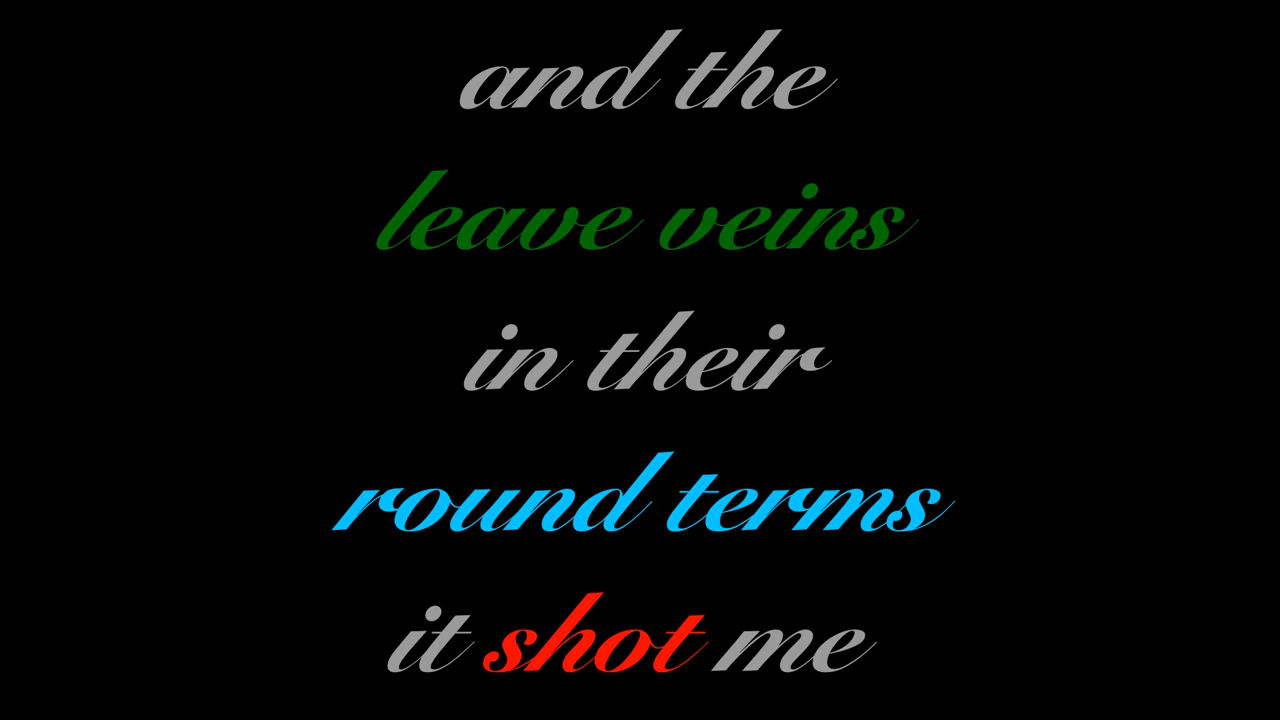 and the
leave veins
in their
round terms
it shot me